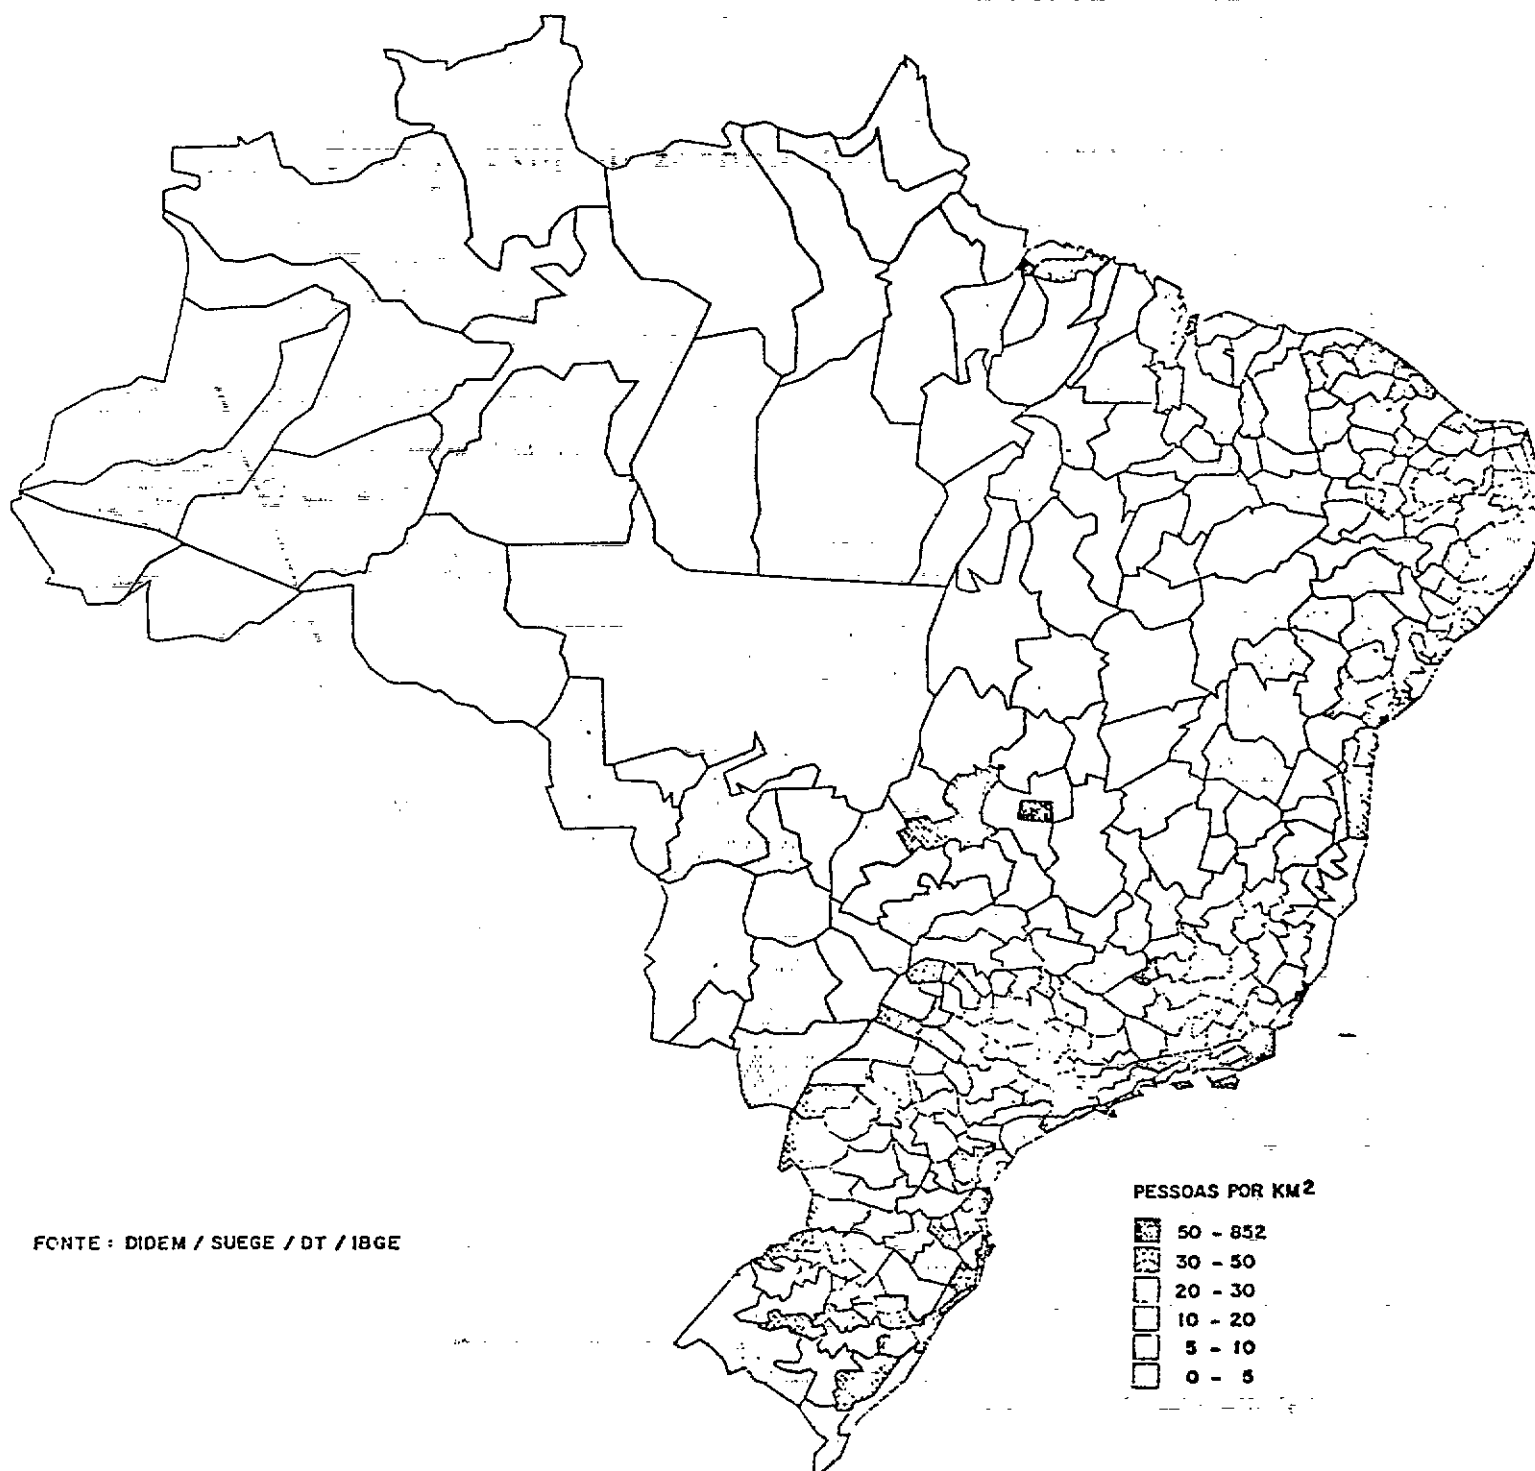 PESSOAS POR KM²
50 - 852
30 - 50
20 - 30
10 - 20
5 - 10
0 - 5
FONTE : DIDEM / SUEGE / DT / IBGE